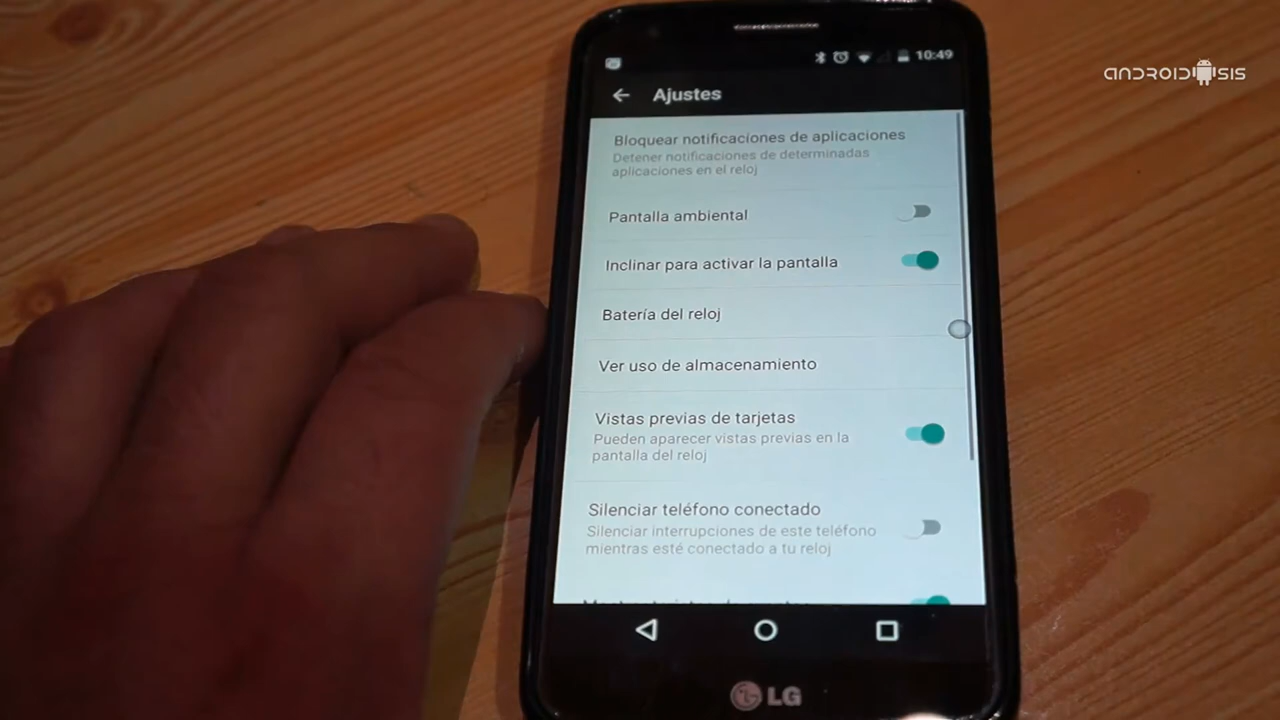 10:49
ANDROIDSIS
Ajustes
Bloquear notificaciones de aplicaciones
Detener notificaciones de determinadas
aplicaciones en el reloj
Pantalla ambiental
Inclinar para activar la pantalla
Batería del reloj
Ver uso de almacenamiento
Vistas previas de tarjetas
Pueden aparecer vistas previas en la
pantalla del reloj
Silenciar teléfono conectado
Silenciar interrupciones de este teléfono
mientras esté conectado a tu reloj
LG